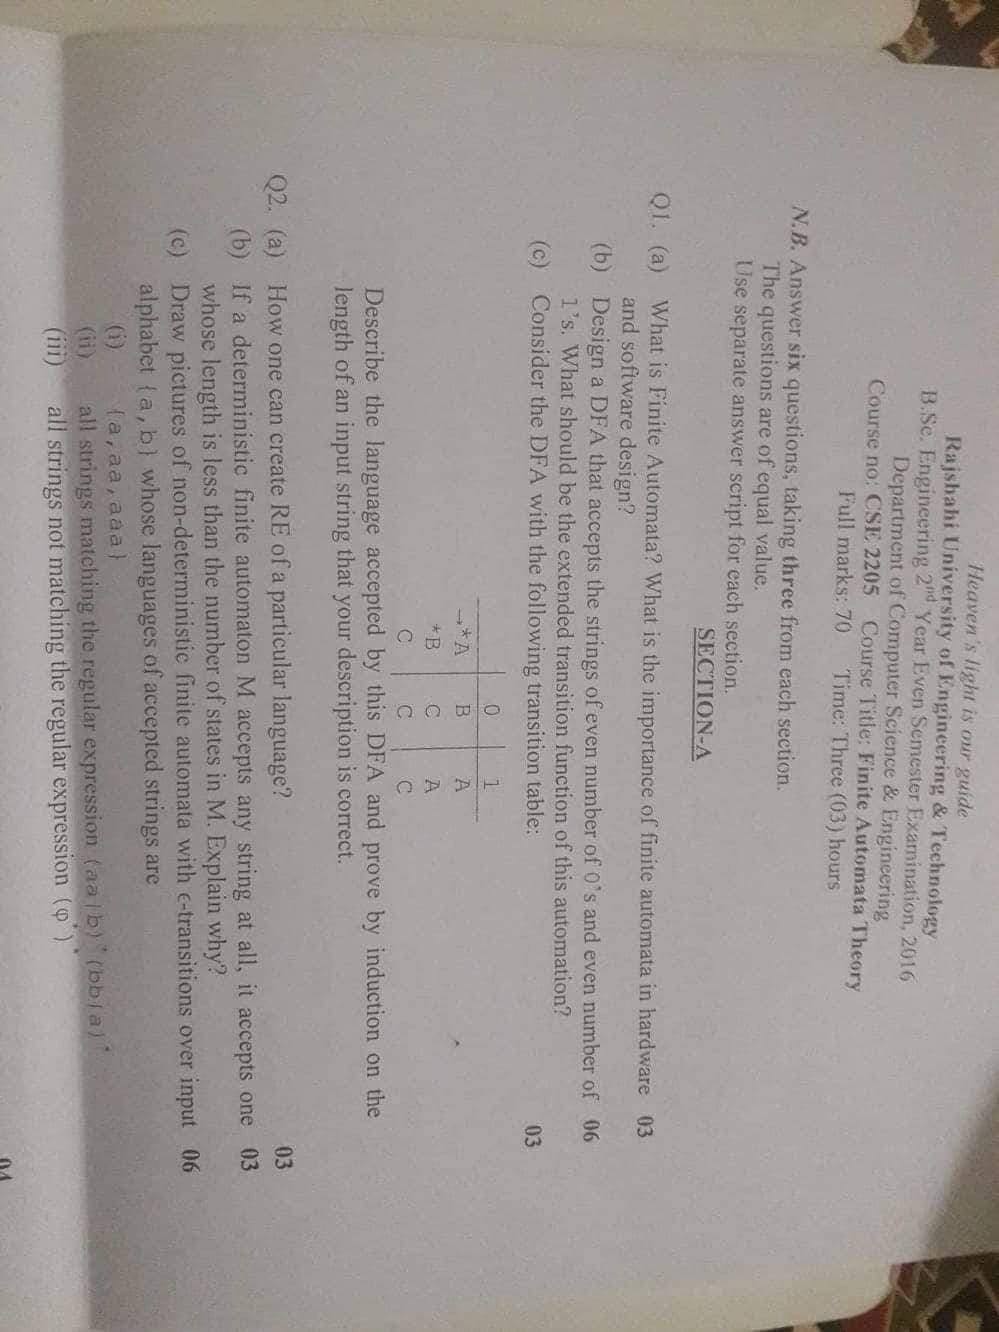 Heaven's light is our guide
Rajshahi University of Engineering & Technology
B.Sc. Engineering 2nd Year Even Semester Examination, 2016
Department of Computer Science & Engineering
Course no: CSE 2205 Course Title: Finite Automata Theory
Full marks: 70 Time: Three (03) hours
N.B. Answer six questions, taking three from each section.
The questions are of equal value.
Use separate answer script for each section.
SECTION-A
Q1. (a) What is Finite Automata? What is the importance of finite automata in hardware 03
and software design?
(b) Design a DFA that accepts the strings of even number of 0's and even number of 06
1's. What should be the extended transition function of this automation?
(c) Consider the DFA with the following transition table: 03
0 1
→*A B A
*B C A
C C C
Describe the language accepted by this DFA and prove by induction on the
length of an input string that your description is correct.
Q2. (a) How one can create RE of a particular language? 03
(b) If a deterministic finite automaton M accepts any string at all, it accepts one 03
whose length is less than the number of states in M. Explain why?
(c) Draw pictures of non-deterministic finite automata with ϵ-transitions over input 06
alphabet {a,b} whose languages of accepted strings are
(i) {a,aa,aaa}
(ii) all strings matching the regular expression (aa|b)*(bb|a)*
(iii) all strings not matching the regular expression (φ*)*
04